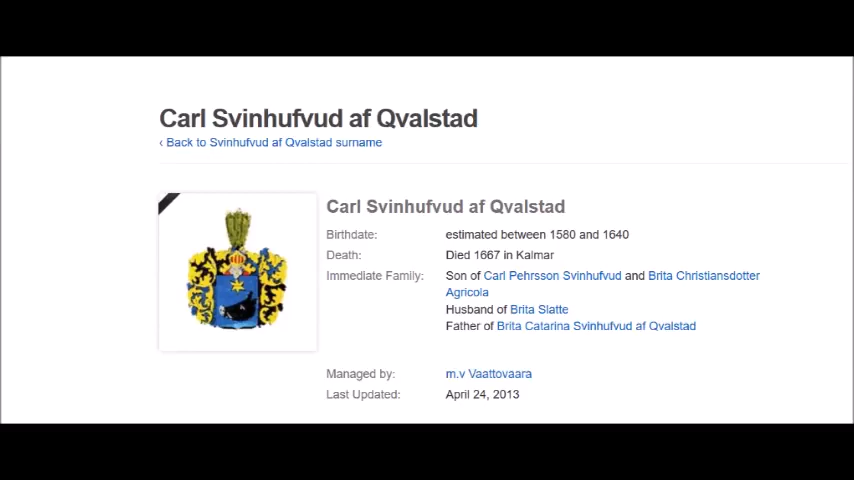 Carl Svinhufvud af Qvalstad
‹ Back to Svinhufvud af Qvalstad surname
Carl Svinhufvud af Qvalstad
Birthdate: estimated between 1580 and 1640
Death: Died 1667 in Kalmar
Immediate Family: Son of Carl Pehrsson Svinhufvud and Brita Christiansdotter
Agricola
Husband of Brita Slatte
Father of Brita Catarina Svinhufvud af Qvalstad
Managed by: m.v Vaattovaara
Last Updated: April 24, 2013